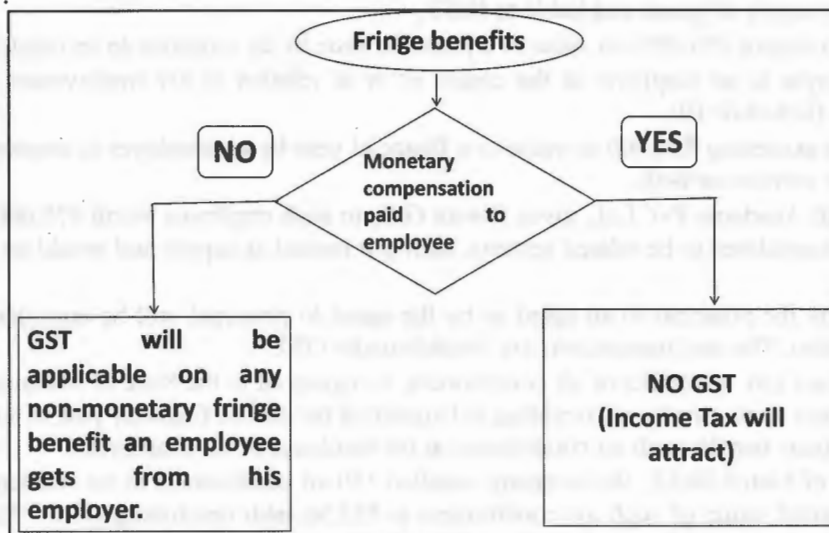 Fringe benefits
NO
YES
Monetary
compensation
paid to
employee
GST will be
applicable on any
non-monetary fringe
benefit an employee
gets from his
employer.
NO GST
(Income Tax will
attract)